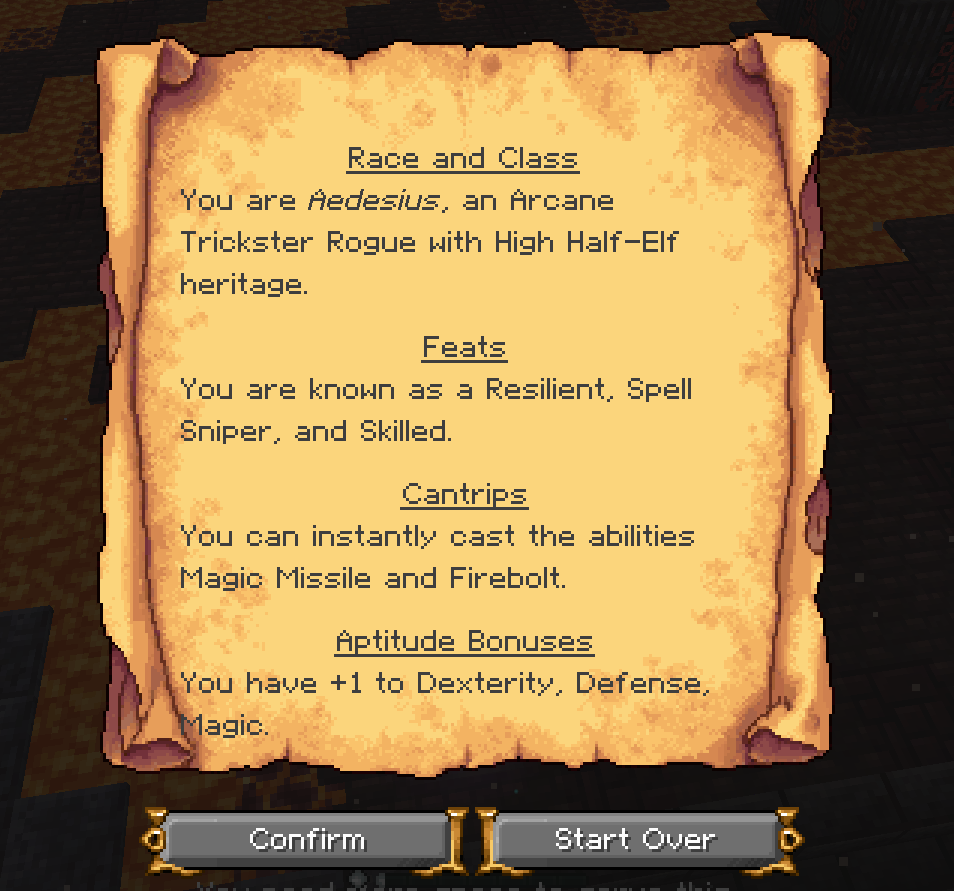 Race and Class
You are Aedesius, an Arcane
Trickster Rogue with High Half-Elf
heritage.
Feats
You are known as a Resilient, Spell
Sniper, and Skilled.
Cantrips
You can instantly cast the abilities
Magic Missile and Firebolt.
Aptitude Bonuses
You have +1 to Dexterity, Defense,
Magic.
Confirm
Start Over